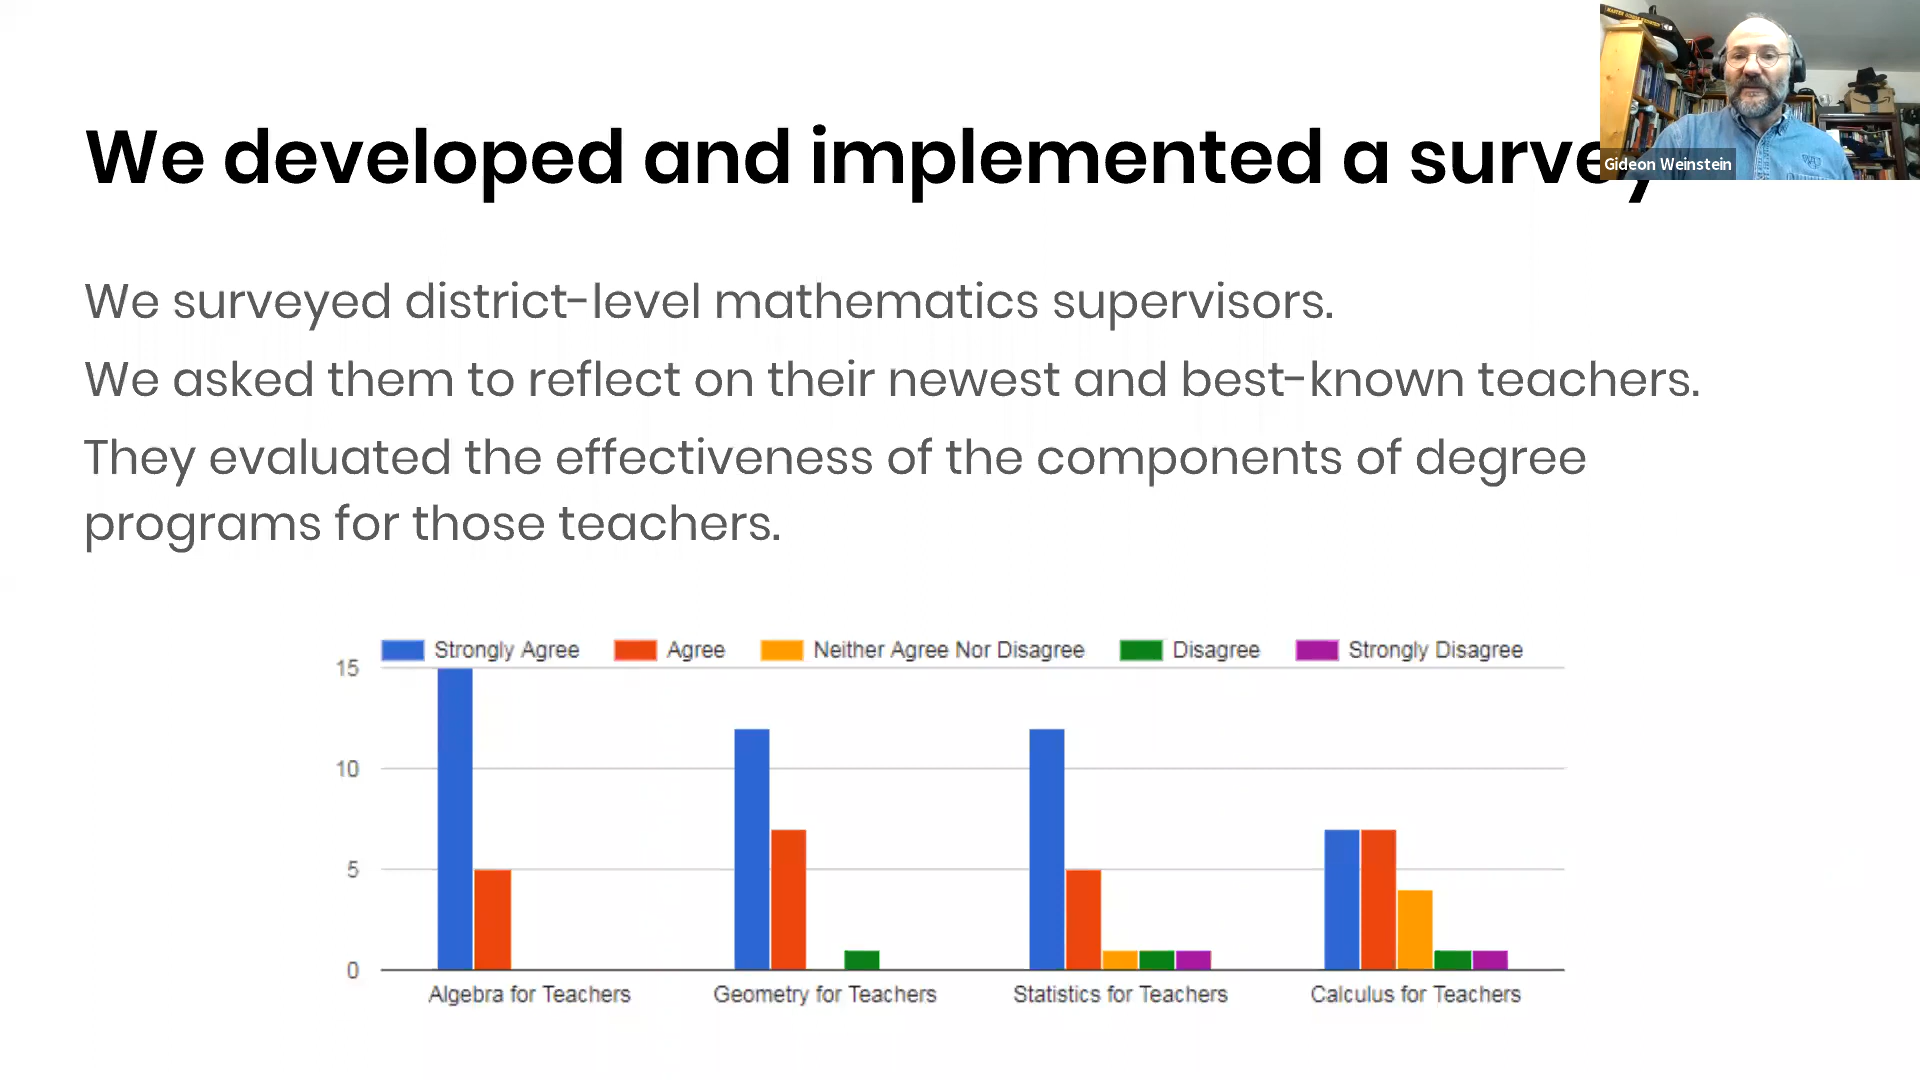 We developed and implemented a survey
Gideon Weinstein
We surveyed district-level mathematics supervisors.
We asked them to reflect on their newest and best-known teachers.
They evaluated the effectiveness of the components of degree
programs for those teachers.
Strongly Agree Agree Neither Agree Nor Disagree Disagree Strongly Disagree
15
10
5
0
Algebra for Teachers Geometry for Teachers Statistics for Teachers Calculus for Teachers